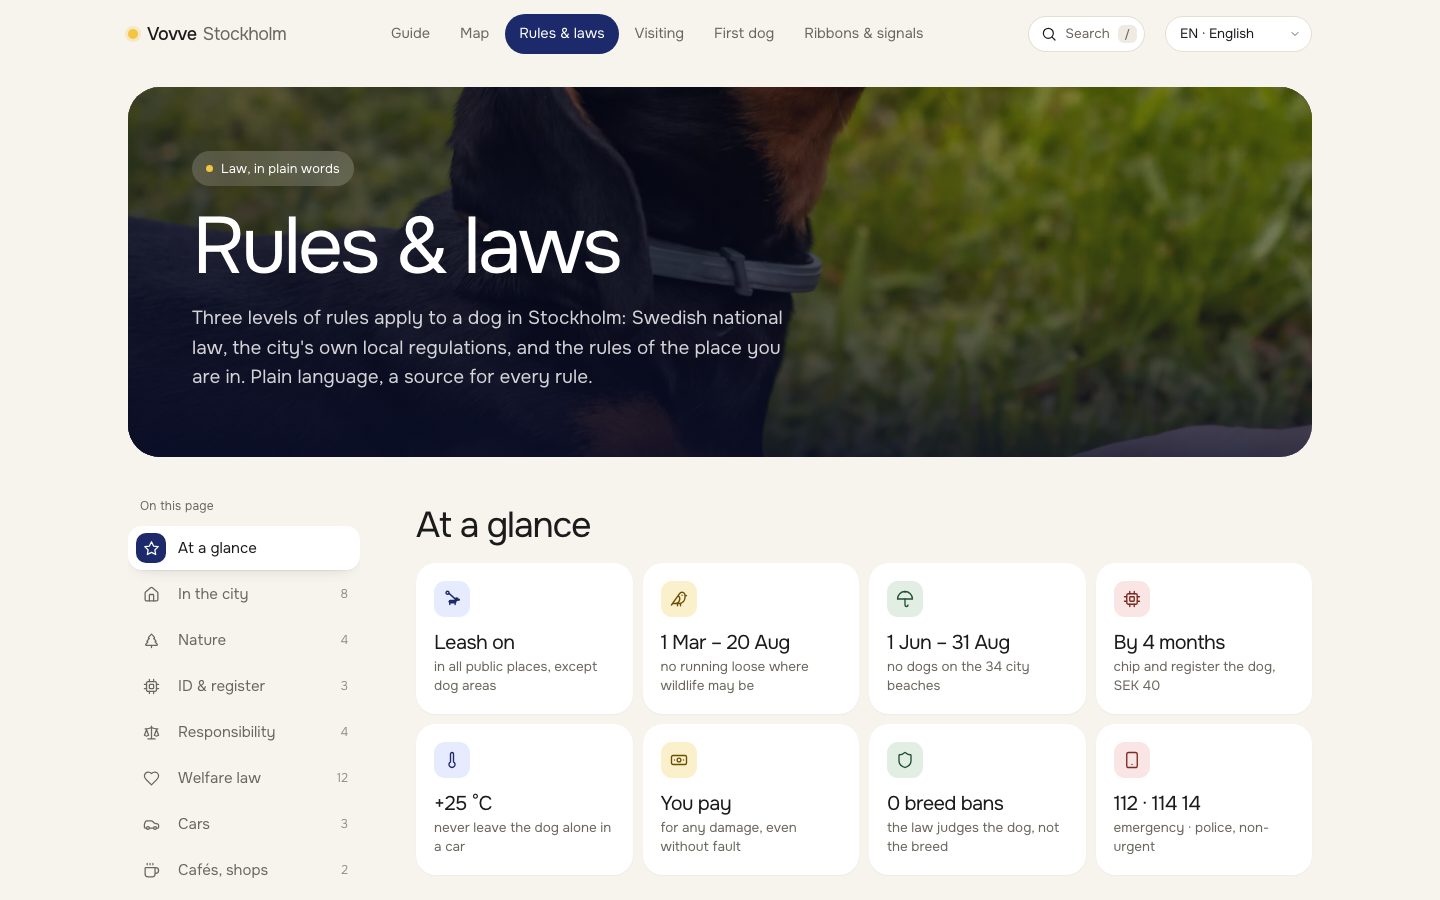 Vovve Stockholm
Guide
Map
Rules & laws
Visiting
First dog
Ribbons & signals
Search /
EN · English
Law, in plain words
Rules & laws
Three levels of rules apply to a dog in Stockholm: Swedish national
law, the city's own local regulations, and the rules of the place you
are in. Plain language, a source for every rule.
On this page
At a glance
In the city 8
Nature 4
ID & register 3
Responsibility 4
Welfare law 12
Cars 3
Cafés, shops 2
At a glance
Leash on
in all public places, except
dog areas
1 Mar – 20 Aug
no running loose where
wildlife may be
1 Jun – 31 Aug
no dogs on the 34 city
beaches
By 4 months
chip and register the dog,
SEK 40
+25 °C
never leave the dog alone in
a car
You pay
for any damage, even
without fault
0 breed bans
the law judges the dog, not
the breed
112 · 114 14
emergency · police, non-
urgent